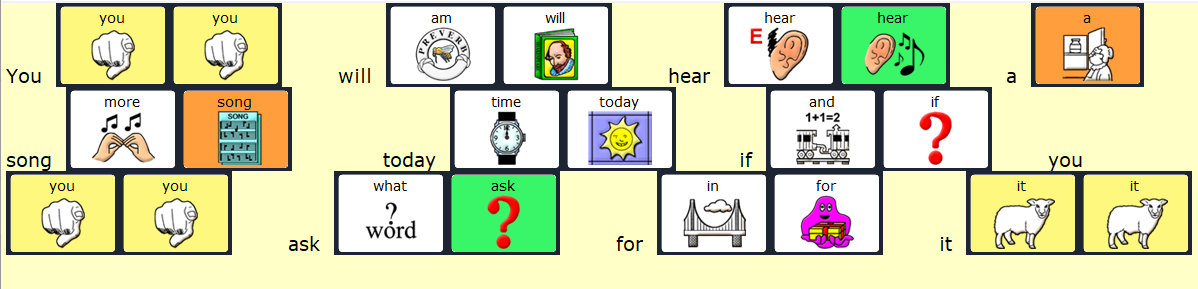 you you am will hear hear a
E PREVERB
You will hear a
more song time today and if
SONG 1+1=2
?
song today if you
you you what ask in for it it
? ?
word
ask for it